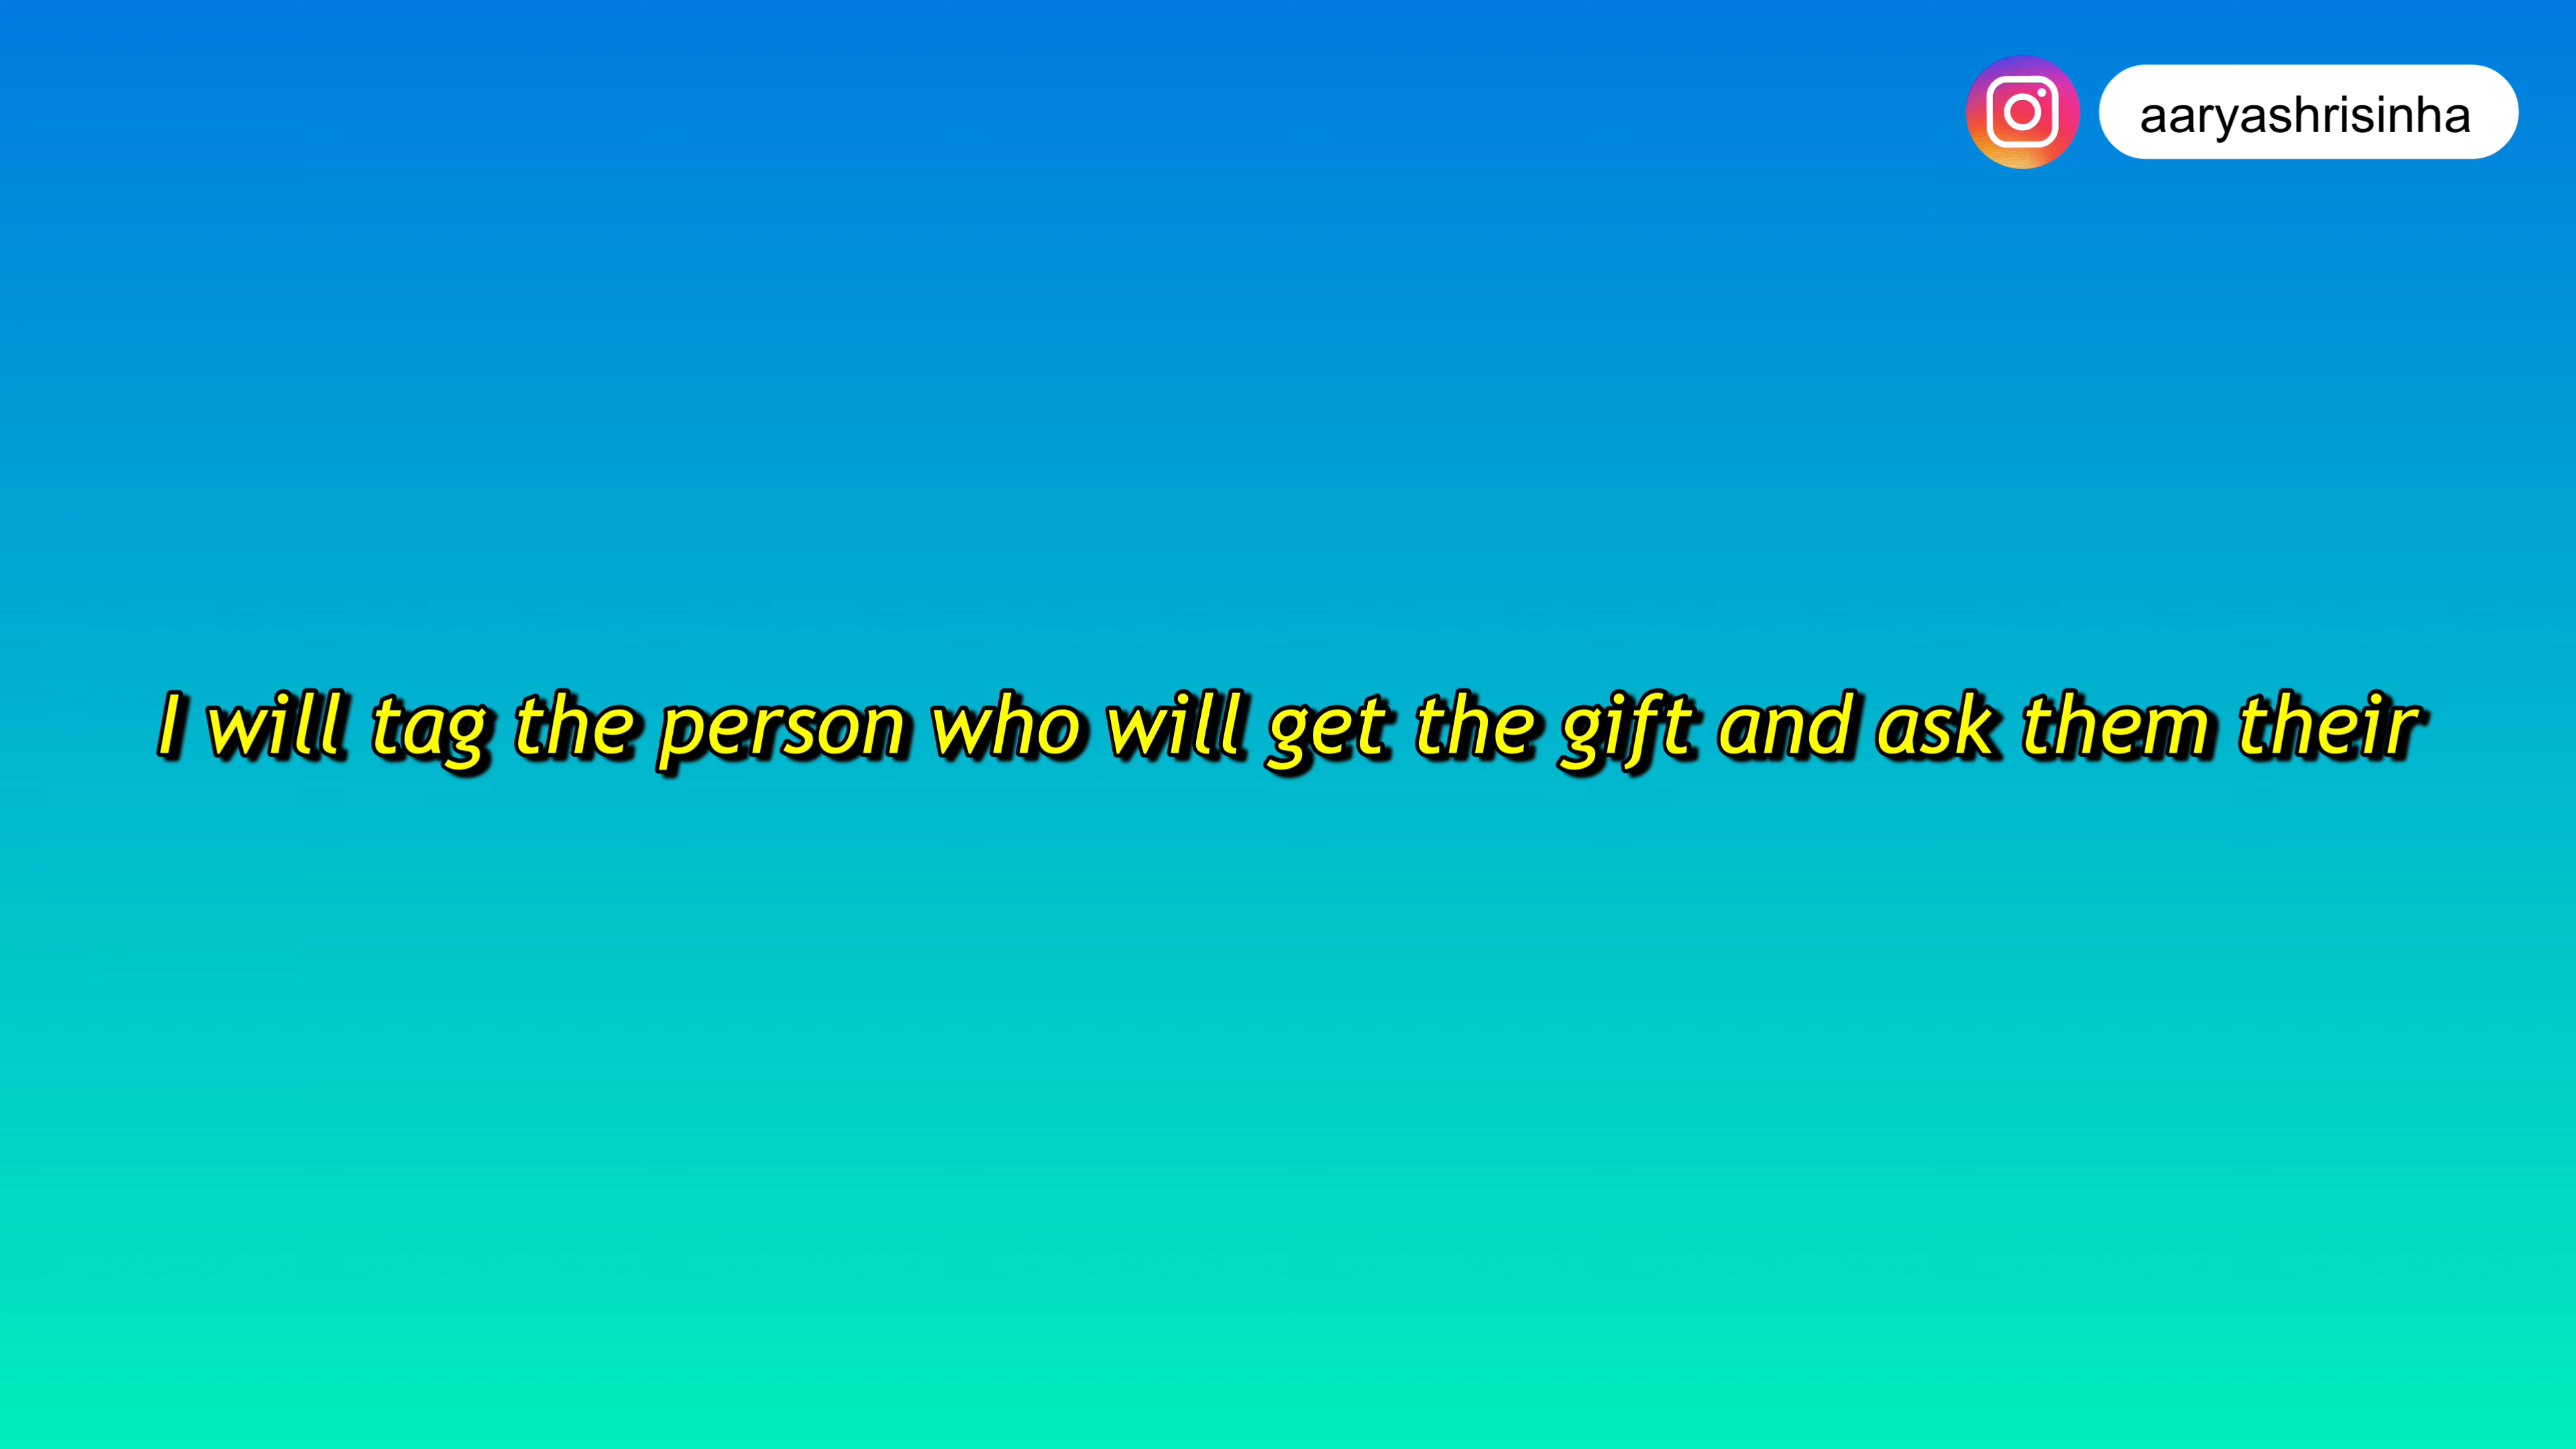 aaryashrisinha
I will tag the person who will get the gift and ask them their